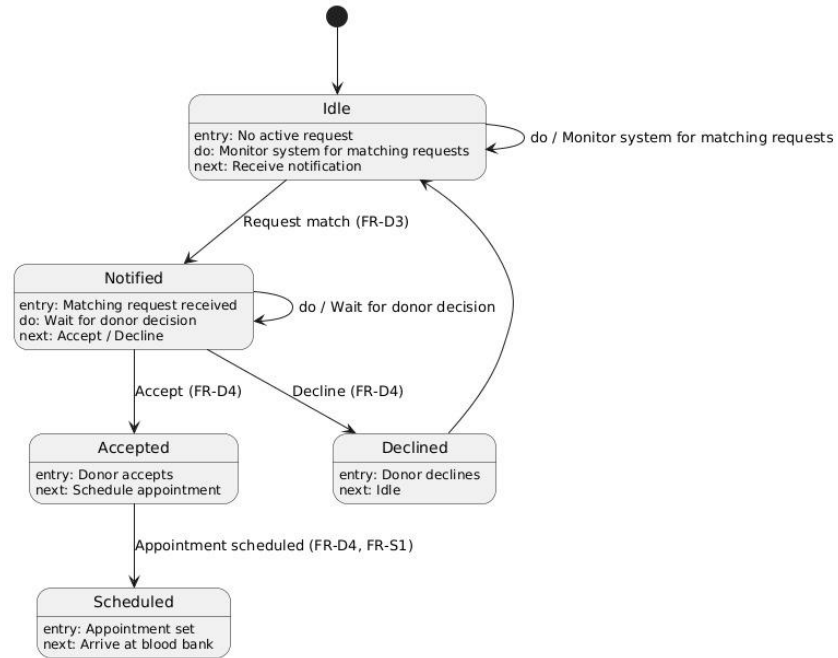 Idle
entry: No active request
do: Monitor system for matching requests
next: Receive notification
do / Monitor system for matching requests
Request match (FR-D3)
Notified
entry: Matching request received
do: Wait for donor decision
next: Accept / Decline
do / Wait for donor decision
Accept (FR-D4)
Decline (FR-D4)
Accepted
entry: Donor accepts
next: Schedule appointment
Declined
entry: Donor declines
next: Idle
Appointment scheduled (FR-D4, FR-S1)
Scheduled
entry: Appointment set
next: Arrive at blood bank